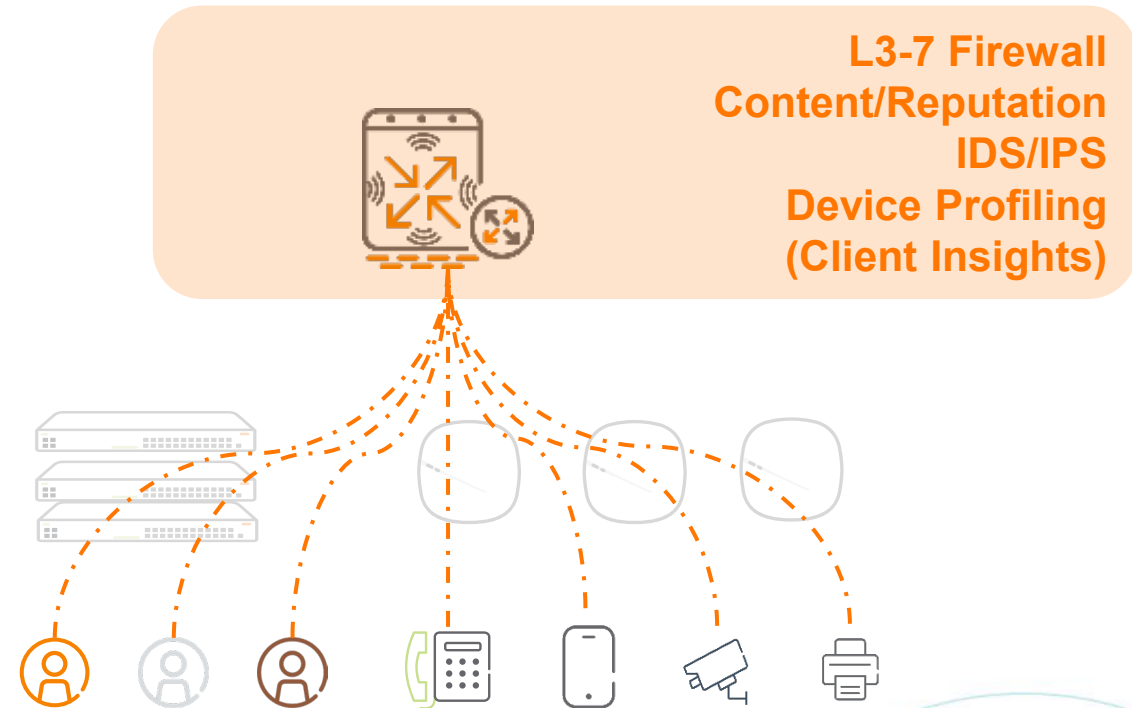 L3-7 Firewall
Content/Reputation
IDS/IPS
Device Profiling
(Client Insights)